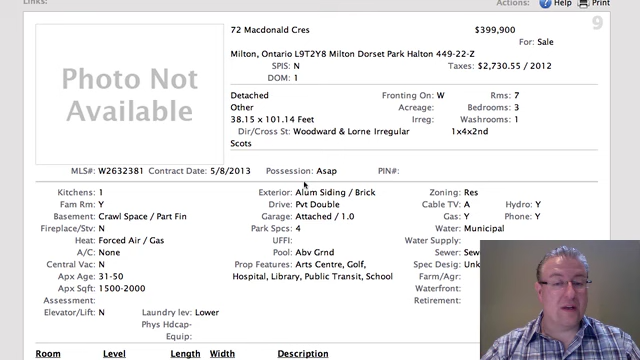 Links:
Actions
Help
Print
9
Photo Not
Available
72 Macdonald Cres
$399,900
For: Sale
Milton, Ontario L9T2Y8 Milton Dorset Park Halton 449-22-Z
SPIS: N
Taxes: $2,730.55 / 2012
DOM: 1
Detached
Fronting On: W
Rms: 7
Other
Acreage:
Bedrooms: 3
38.15 x 101.14 Feet
Irreg:
Washrooms: 1
Dir/Cross St: Woodward & Lorne Irregular
1x4x2nd
Scots
MLS#: W2632381
Contract Date: 5/8/2013
Possession: Asap
PIN#:
Kitchens: 1
Exterior: Alum Siding / Brick
Zoning: Res
Fam Rm: Y
Drive: Pvt Double
Cable TV: A
Hydro: Y
Basement: Crawl Space / Part Fin
Garage: Attached / 1.0
Gas: Y
Phone: Y
Fireplace/Stv: N
Park Spcs: 4
Water: Municipal
Heat: Forced Air / Gas
UFFI:
Water Supply:
A/C: None
Pool: Abv Grnd
Sewer:
Central Vac: N
Prop Features: Arts Centre, Golf,
Spec Desig: Unk
Apx Age: 31-50
Hospital, Library, Public Transit, School
Farm/Agr:
Apx Sqft: 1500-2000
Waterfront:
Assessment:
Retirement:
Elevator/Lift: N
Laundry lev: Lower
Phys Hdcap-
Equip:
Room
Level
Length
Width
Description